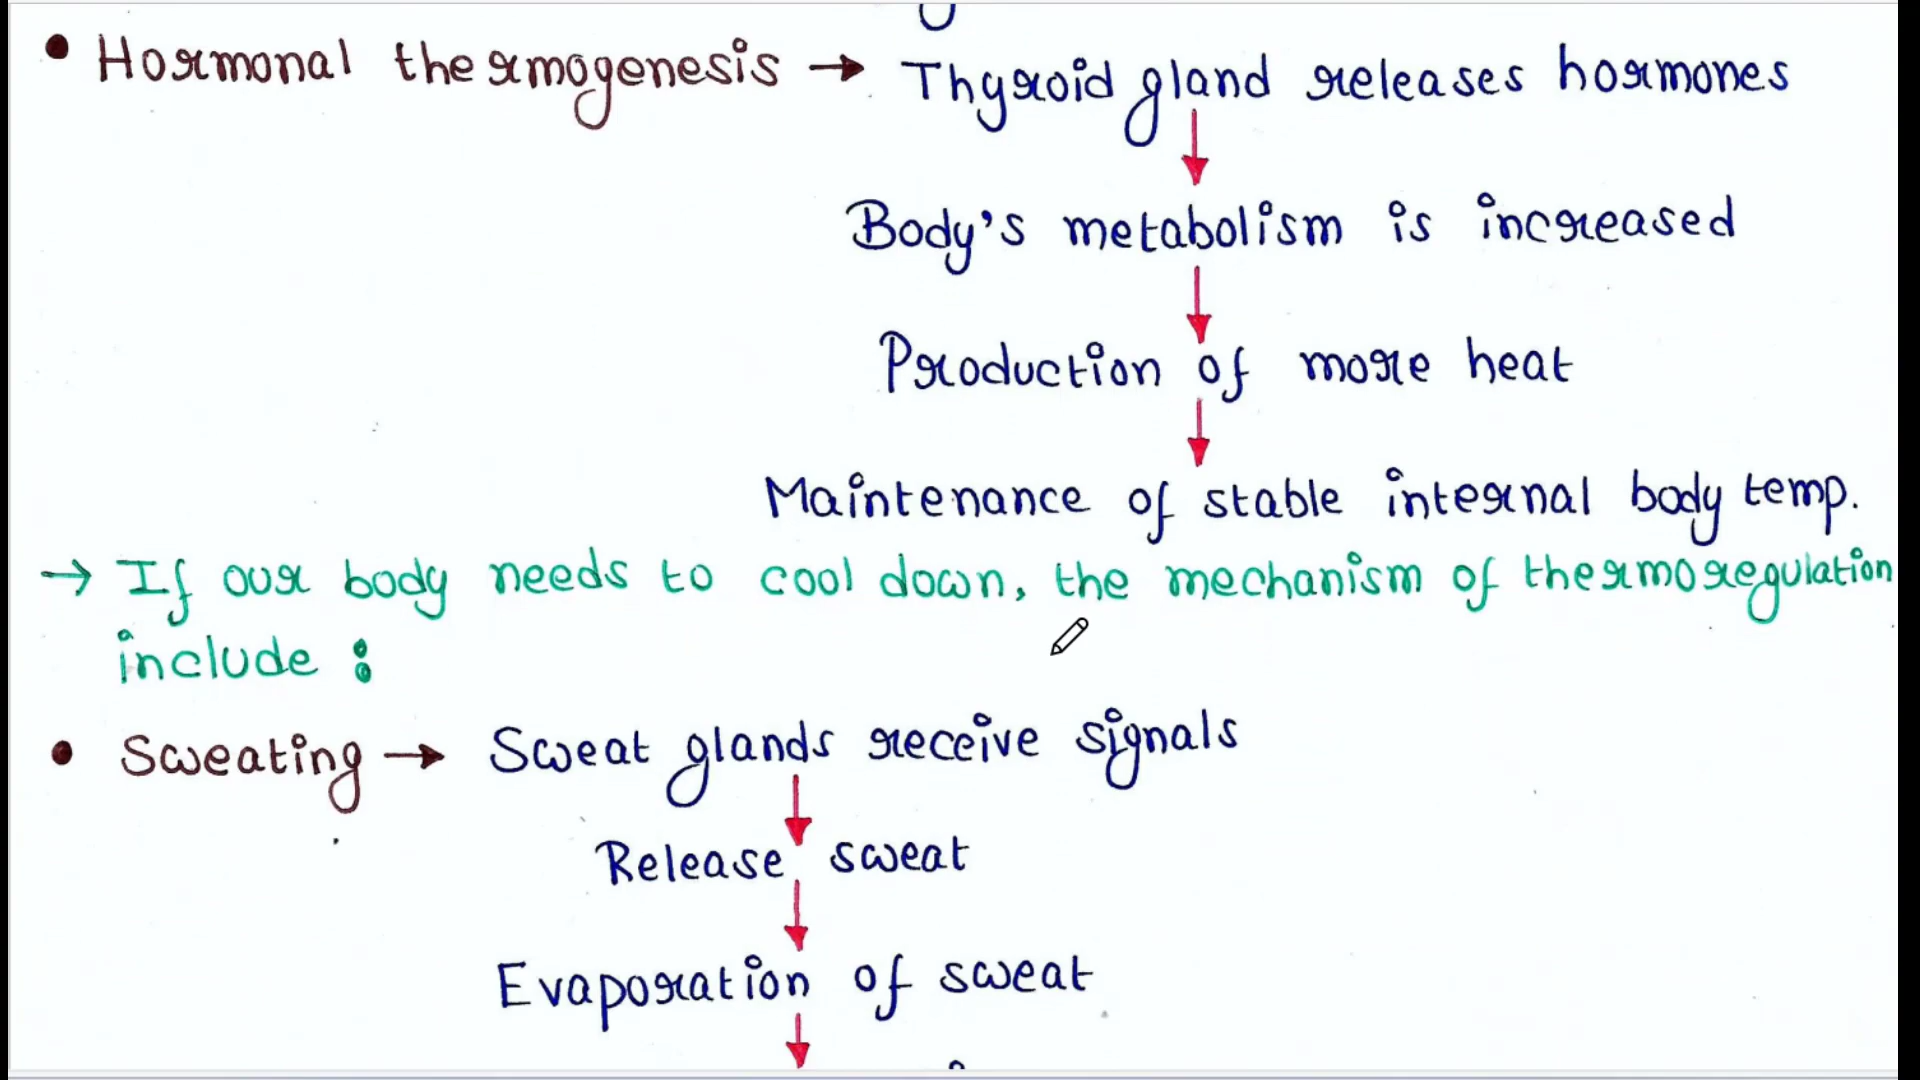 • Hormonal thermogenesis → Thyroid gland releases hormones
Body's metabolism is increased
Production of more heat
Maintenance of stable internal body temp.
→ If our body needs to cool down, the mechanism of thermoregulation
include :
• Sweating → Sweat glands receive signals
Release sweat
Evaporation of sweat